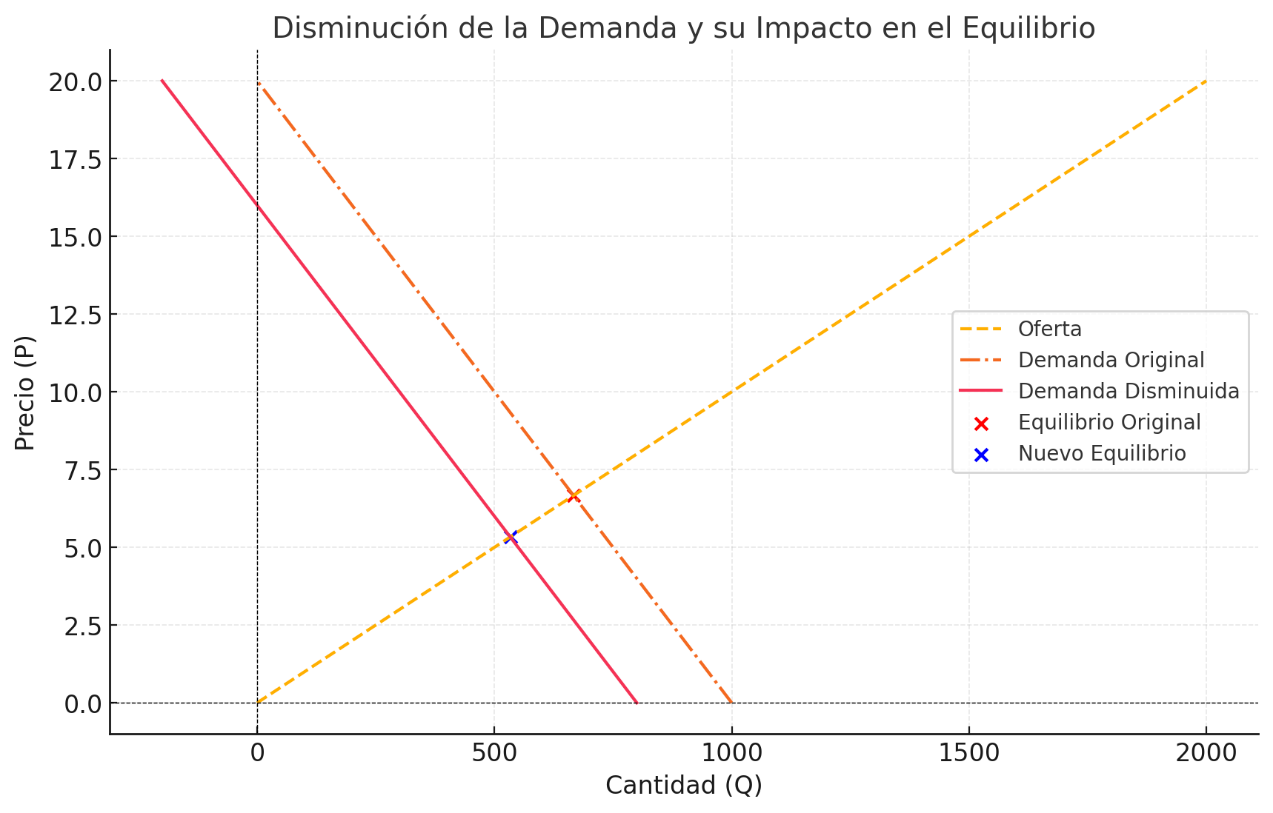 Disminución de la Demanda y su Impacto en el Equilibrio
20.0
17.5
15.0
12.5
10.0
7.5
5.0
2.5
0.0
Precio (P)
Oferta
Demanda Original
Demanda Disminuida
Equilibrio Original
Nuevo Equilibrio
0 500 1000 1500 2000
Cantidad (Q)